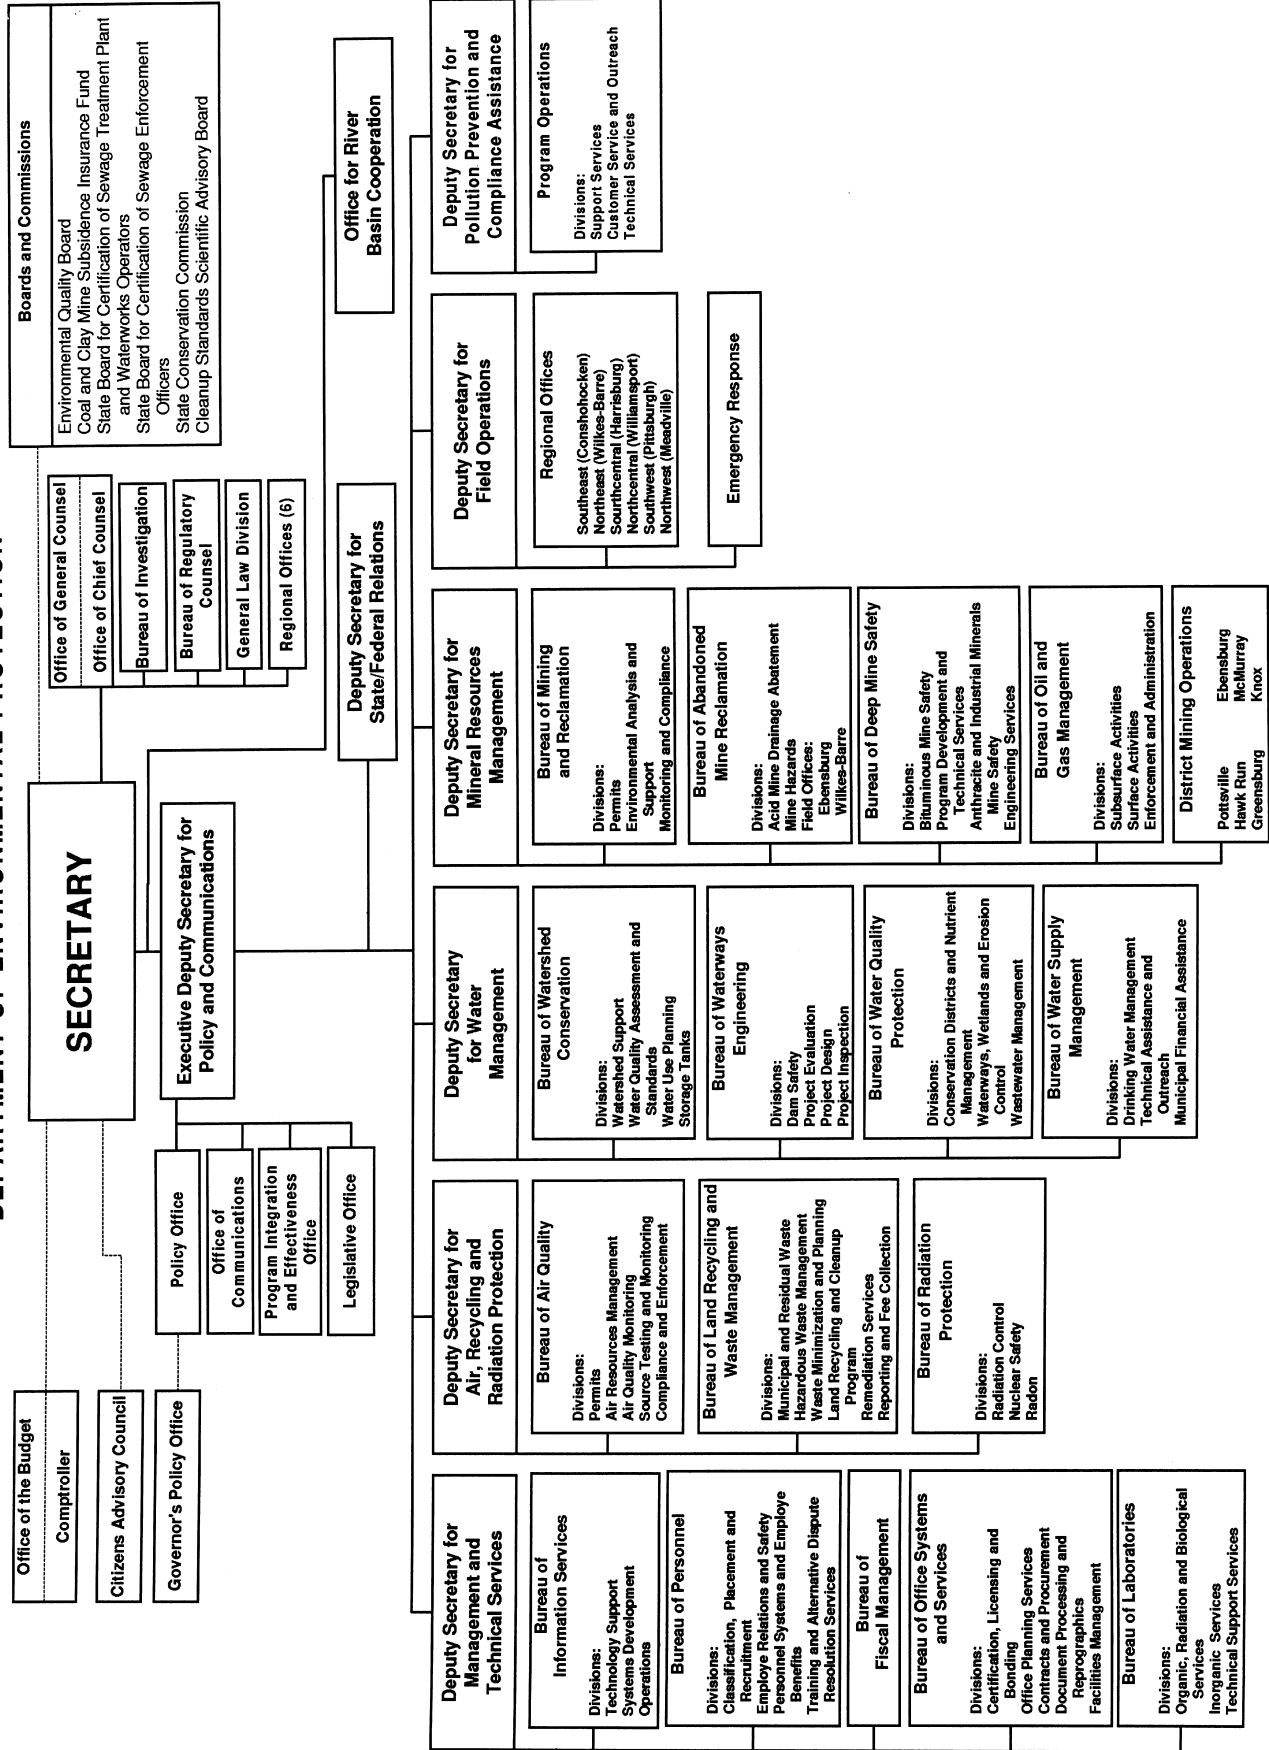 DEPARTMENT OF ENVIRONMENTAL PROTECTION
Office of the Budget
Comptroller
Citizens Advisory Council
Governor's Policy Office
SECRETARY
Boards and Commissions
Environmental Quality Board
Coal and Clay Mine Subsidence Insurance Fund
State Board for Certification of Sewage Treatment Plant
and Waterworks Operators
State Board for Certification of Sewage Enforcement
Officers
State Conservation Commission
Cleanup Standards Scientific Advisory Board
Office of General Counsel
Office of Chief Counsel
Bureau of Investigation
Bureau of Regulatory
Counsel
General Law Division
Regional Offices (6)
Executive Deputy Secretary for
Policy and Communications
Policy Office
Office of
Communications
Program Integration
and Effectiveness
Office
Legislative Office
Deputy Secretary for
State/Federal Relations
Office for River
Basin Cooperation
Deputy Secretary for
Management and
Technical Services
Bureau of
Information Services
Divisions:
Technology Support
Systems Development
Operations
Bureau of Personnel
Divisions:
Classification, Placement and
Recruitment
Employe Relations and Safety
Personnel Systems and Employe
Benefits
Training and Alternative Dispute
Resolution Services
Bureau of
Fiscal Management
Bureau of Office Systems
and Services
Divisions:
Certification, Licensing and
Bonding
Office Planning Services
Contracts and Procurement
Document Processing and
Reprographics
Facilities Management
Bureau of Laboratories
Divisions:
Organic, Radiation and Biological
Services
Inorganic Services
Technical Support Services
Deputy Secretary for
Air, Recycling and
Radiation Protection
Bureau of Air Quality
Divisions:
Permits
Air Resources Management
Air Quality Monitoring
Source Testing and Monitoring
Compliance and Enforcement
Bureau of Land Recycling and
Waste Management
Divisions:
Municipal and Residual Waste
Hazardous Waste Management
Waste Minimization and Planning
Land Recycling and Cleanup
Program
Remediation Services
Reporting and Fee Collection
Bureau of Radiation
Protection
Divisions:
Radiation Control
Nuclear Safety
Radon
Deputy Secretary
for Water
Management
Bureau of Watershed
Conservation
Divisions:
Watershed Support
Water Quality Assessment and
Standards
Water Use Planning
Storage Tanks
Bureau of Waterways
Engineering
Divisions:
Dam Safety
Project Evaluation
Project Design
Project Inspection
Bureau of Water Quality
Protection
Divisions:
Conservation Districts and Nutrient
Management
Waterways, Wetlands and Erosion
Control
Wastewater Management
Bureau of Water Supply
Management
Divisions:
Drinking Water Management
Technical Assistance and
Outreach
Municipal Financial Assistance
Deputy Secretary for
Mineral Resources
Management
Bureau of Mining
and Reclamation
Divisions:
Permits
Environmental Analysis and
Support
Monitoring and Compliance
Bureau of Abandoned
Mine Reclamation
Divisions:
Acid Mine Drainage Abatement
Mine Hazards
Field Offices:
Ebensburg
Wilkes-Barre
Bureau of Deep Mine Safety
Divisions:
Bituminous Mine Safety
Program Development and
Technical Services
Anthracite and Industrial Minerals
Mine Safety
Engineering Services
Bureau of Oil and
Gas Management
Divisions:
Subsurface Activities
Surface Activities
Enforcement and Administration
District Mining Operations
Pottsville Ebensburg
Hawk Run McMurray
Greensburg Knox
Deputy Secretary for
Field Operations
Regional Offices
Southeast (Conshohocken)
Northeast (Wilkes-Barre)
Sourthcentral (Harrisburg)
Northcentral (Williamsport)
Southwest (Pittsburgh)
Northwest (Meadville)
Emergency Response
Deputy Secretary for
Pollution Prevention and
Compliance Assistance
Program Operations
Divisions:
Support Services
Customer Service and Outreach
Technical Services